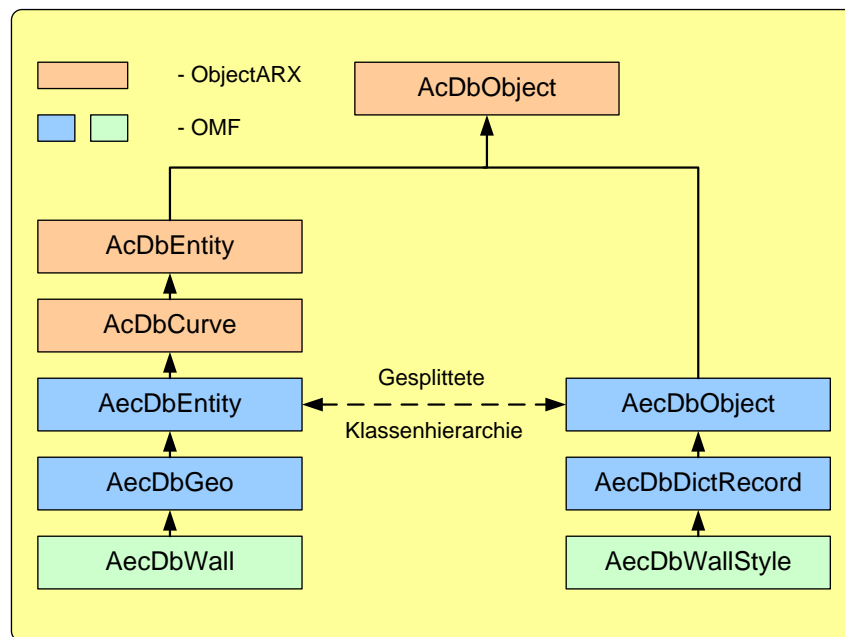 - ObjectARX
AcDbObject
- OMF
AcDbEntity
AcDbCurve
Gesplittete
AecDbEntity
AecDbObject
Klassenhierarchie
AecDbGeo
AecDbDictRecord
AecDbWall
AecDbWallStyle